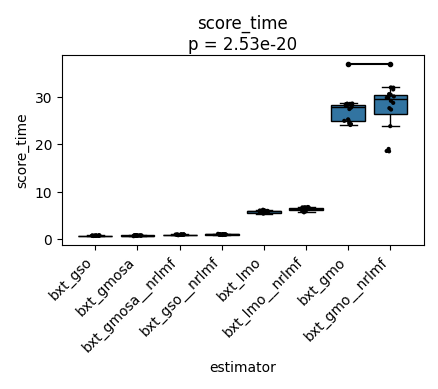 score_time
p = 2.53e-20
score_time
30
20
10
0
bxt_gso
bxt_gmosa
bxt_gmosa__nrlmf
bxt_gso__nrlmf
bxt_lmo
bxt_lmo__nrlmf
bxt_gmo
bxt_gmo__nrlmf
estimator